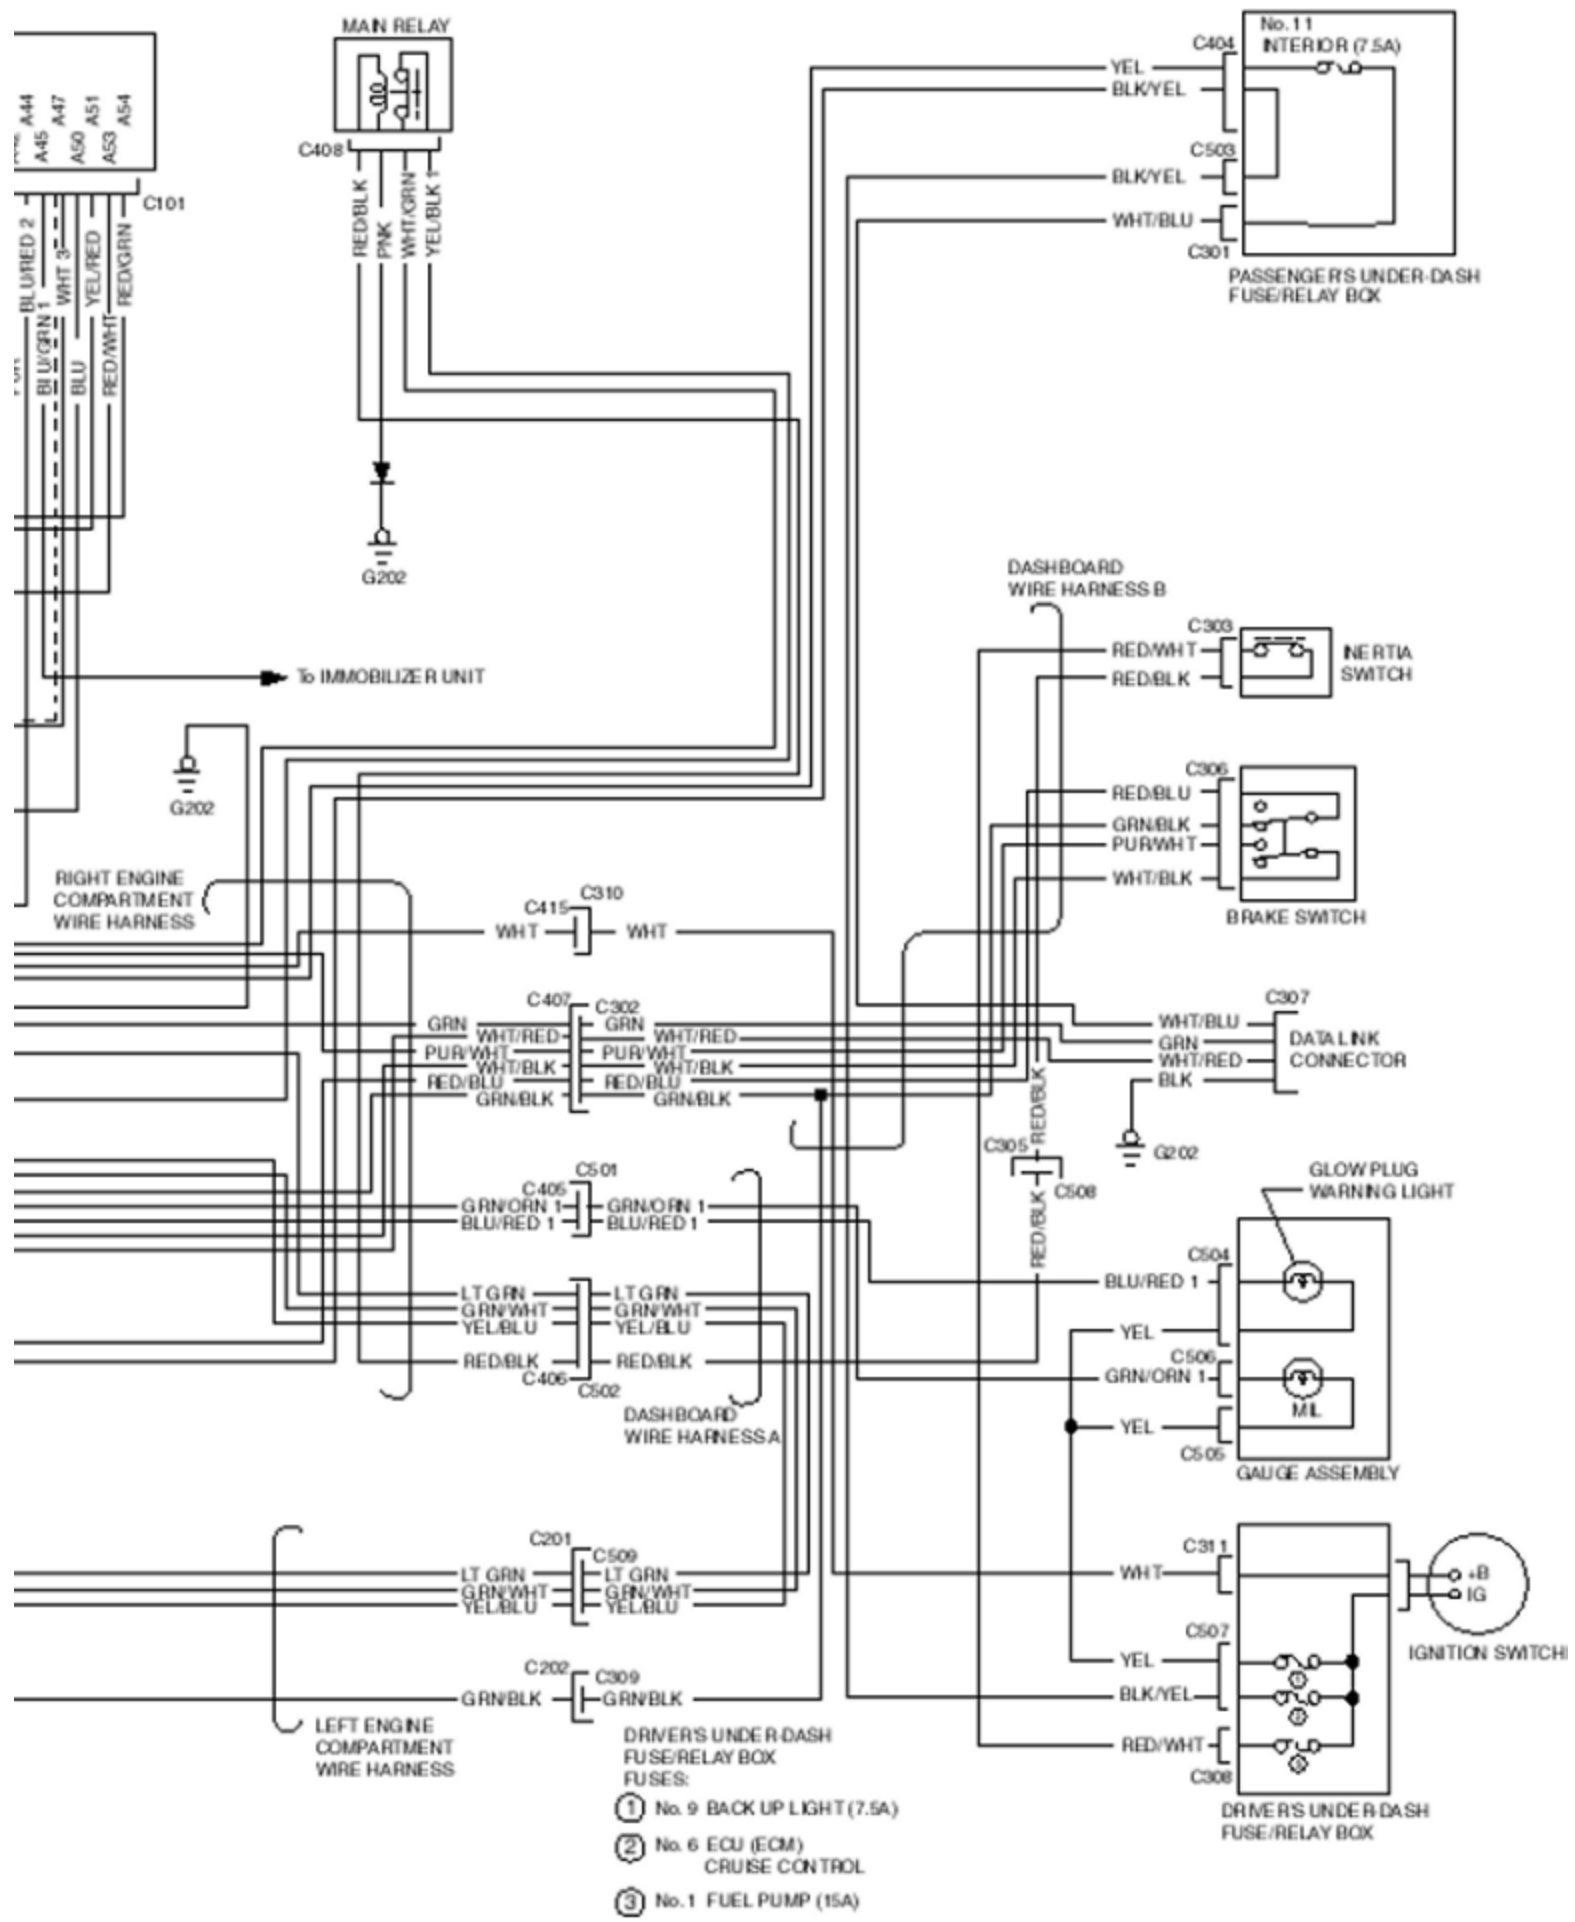 MAIN RELAY
No. 11
INTERIOR (7.5A)
C404
YEL
BLK/YEL
C503
BLK/YEL
WHT/BLU
C301
PASSENGER'S UNDER-DASH
FUSE/RELAY BOX
A44
A45
A47
A50
A51
A53
A54
C101
C408
RED/BLK
PNK
WHT/GRN
YEL/BLK 1
BLU/RED 2
BLU/GRN 1
WHT 3
BLU
YEL/RED
RED/WHT
RED/GRN
G202
To IMMOBILIZER UNIT
G202
DASHBOARD
WIRE HARNESS B
C303
RED/WHT
RED/BLK
INERTIA
SWITCH
C306
RED/BLU
GRN/BLK
PUR/WHT
WHT/BLK
BRAKE SWITCH
RIGHT ENGINE
COMPARTMENT
WIRE HARNESS
C415
C310
WHT
WHT
C407
C302
GRN
GRN
WHT/RED
WHT/RED
PUR/WHT
PUR/WHT
WHT/BLK
WHT/BLK
RED/BLU
RED/BLU
GRN/BLK
GRN/BLK
C307
WHT/BLU
GRN
WHT/RED
BLK
DATA LINK
CONNECTOR
G202
RED/BLK
C305
C508
RED/BLK
C501
C405
GRN/ORN 1
GRN/ORN 1
BLU/RED 1
BLU/RED 1
GLOW PLUG
WARNING LIGHT
C504
BLU/RED 1
YEL
C506
GRN/ORN 1
MIL
YEL
C505
GAUGE ASSEMBLY
LT GRN
LT GRN
GRN/WHT
GRN/WHT
YEL/BLU
YEL/BLU
RED/BLK
RED/BLK
C406
C502
DASHBOARD
WIRE HARNESS A
C201
C509
LT GRN
LT GRN
GRN/WHT
GRN/WHT
YEL/BLU
YEL/BLU
C202
C309
GRN/BLK
GRN/BLK
C311
WHT
+B
IG
IGNITION SWITCH
C507
YEL
1
BLK/YEL
2
RED/WHT
3
C308
DRIVER'S UNDER-DASH
FUSE/RELAY BOX
LEFT ENGINE
COMPARTMENT
WIRE HARNESS
DRIVER'S UNDER-DASH
FUSE/RELAY BOX
FUSES:
1 No. 9 BACK UP LIGHT (7.5A)
2 No. 6 ECU (ECM)
CRUISE CONTROL
3 No. 1 FUEL PUMP (15A)